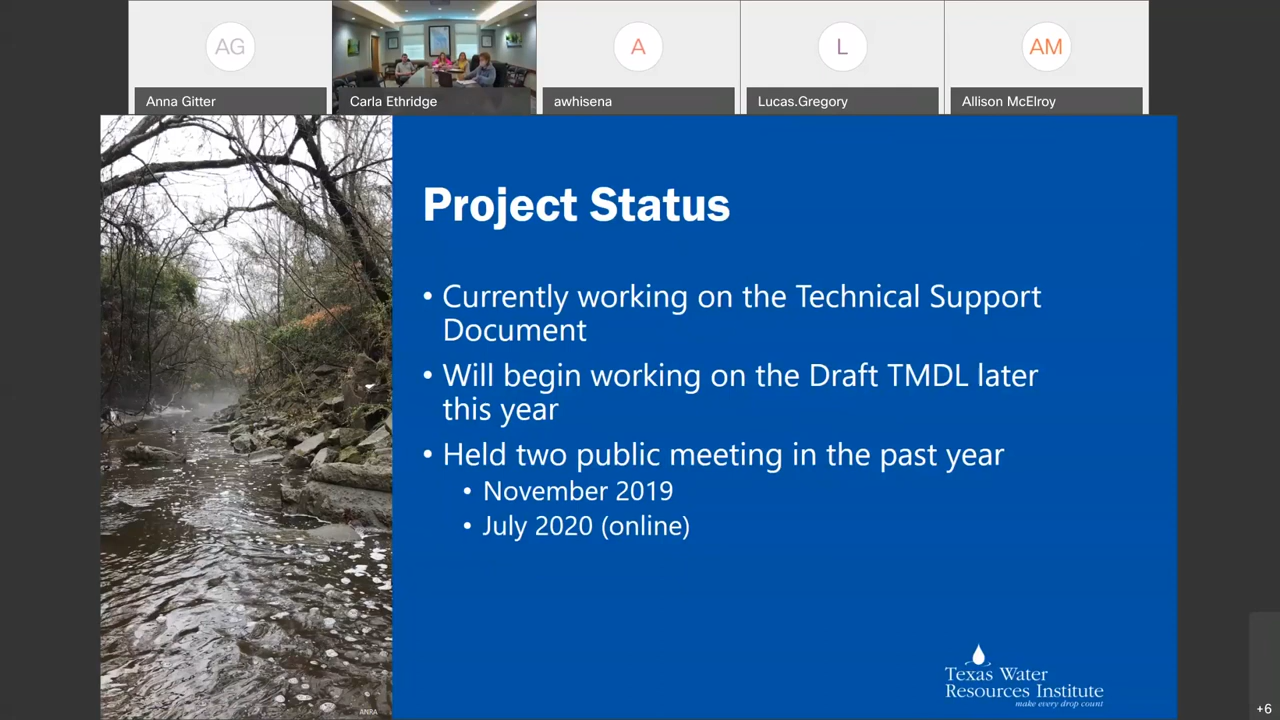 AG
A
L
AM
Anna Gitter
Carla Ethridge
awhisena
Lucas.Gregory
Allison McElroy
Project Status
• Currently working on the Technical Support
Document
• Will begin working on the Draft TMDL later
this year
• Held two public meeting in the past year
• November 2019
• July 2020 (online)
Texas Water
Resources Institute
make every drop count
ANRA
+6